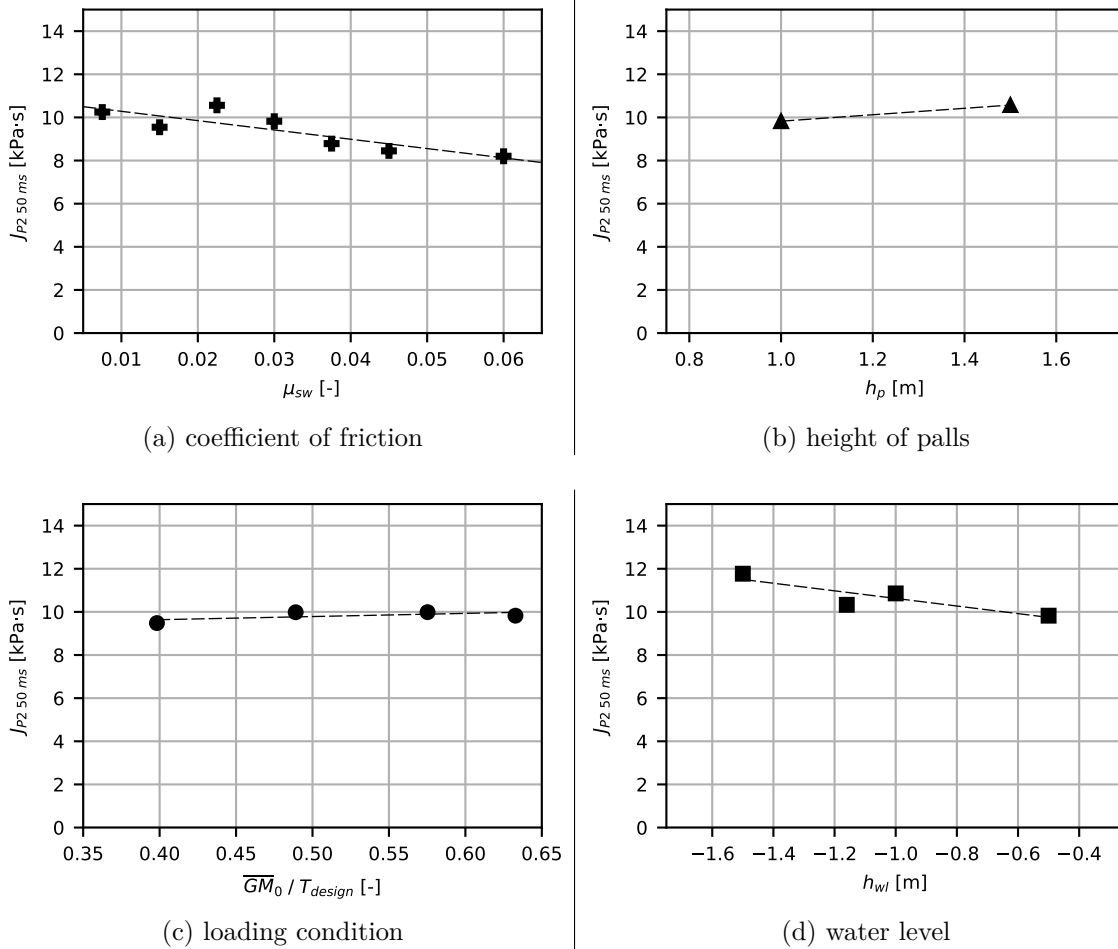 14
12
10
8
6
4
2
0
J_{P2 50 ms} [kPa·s]
0.01 0.02 0.03 0.04 0.05 0.06
μ_{sw} [-]
(a) coefficient of friction
14
12
10
8
6
4
2
0
J_{P2 50 ms} [kPa·s]
0.8 1.0 1.2 1.4 1.6
h_p [m]
(b) height of palls
14
12
10
8
6
4
2
0
J_{P2 50 ms} [kPa·s]
0.35 0.40 0.45 0.50 0.55 0.60 0.65
\overline{GM}_0 / T_{design} [-]
(c) loading condition
14
12
10
8
6
4
2
0
J_{P2 50 ms} [kPa·s]
−1.6 −1.4 −1.2 −1.0 −0.8 −0.6 −0.4
h_{wl} [m]
(d) water level